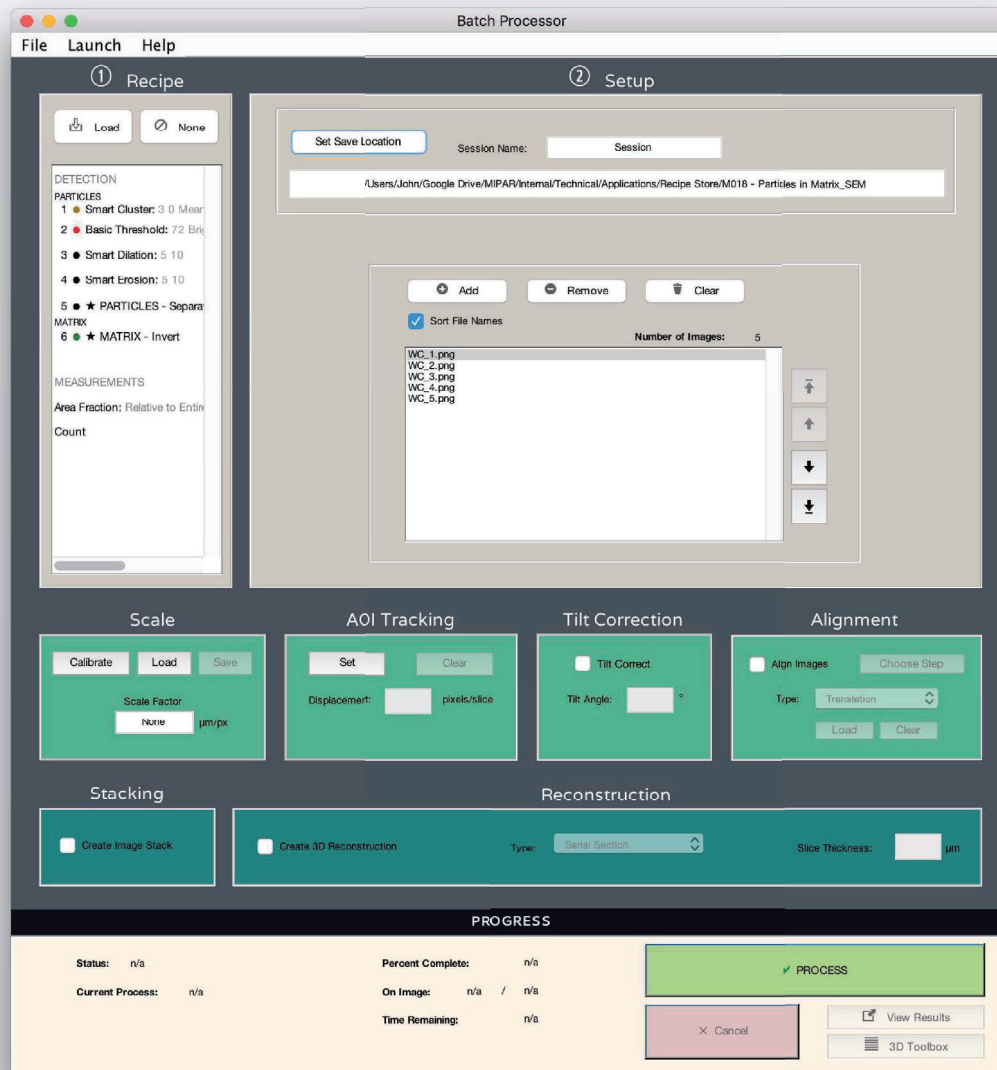 Batch Processor
File Launch Help
① Recipe
Load None
DETECTION
PARTICLES
1 Smart Cluster: 3 0 Mear
2 Basic Threshold: 72 Brig
3 Smart Dilation: 5 10
4 Smart Erosion: 5 10
5 ★ PARTICLES - Separa
MATRIX
6 ★ MATRIX - Invert
MEASUREMENTS
Area Fraction: Relative to Entire
Count
② Setup
Set Save Location Session Name: Session
/Users/John/Google Drive/MIPAR/Internal/Technical/Applications/Recipe Store/M018 - Particles in Matrix_SEM
Add Remove Clear
Sort File Names
Number of Images: 5
WC_1.png
WC_2.png
WC_3.png
WC_4.png
WC_5.png
Scale
Calibrate Load Save
Scale Factor
None µm/px
AOI Tracking
Set Clear
Displacement: pixels/slice
Tilt Correction
Tilt Correct
Tilt Angle: °
Alignment
Align Images Choose Step
Type: Translation
Load Clear
Stacking
Create Image Stack
Reconstruction
Create 3D Reconstruction Type: Serial Section Slice Thickness: µm
PROGRESS
Status: n/a
Current Process: n/a
Percent Complete: n/a
On Image: n/a / n/a
Time Remaining: n/a
PROCESS
× Cancel
View Results
3D Toolbox